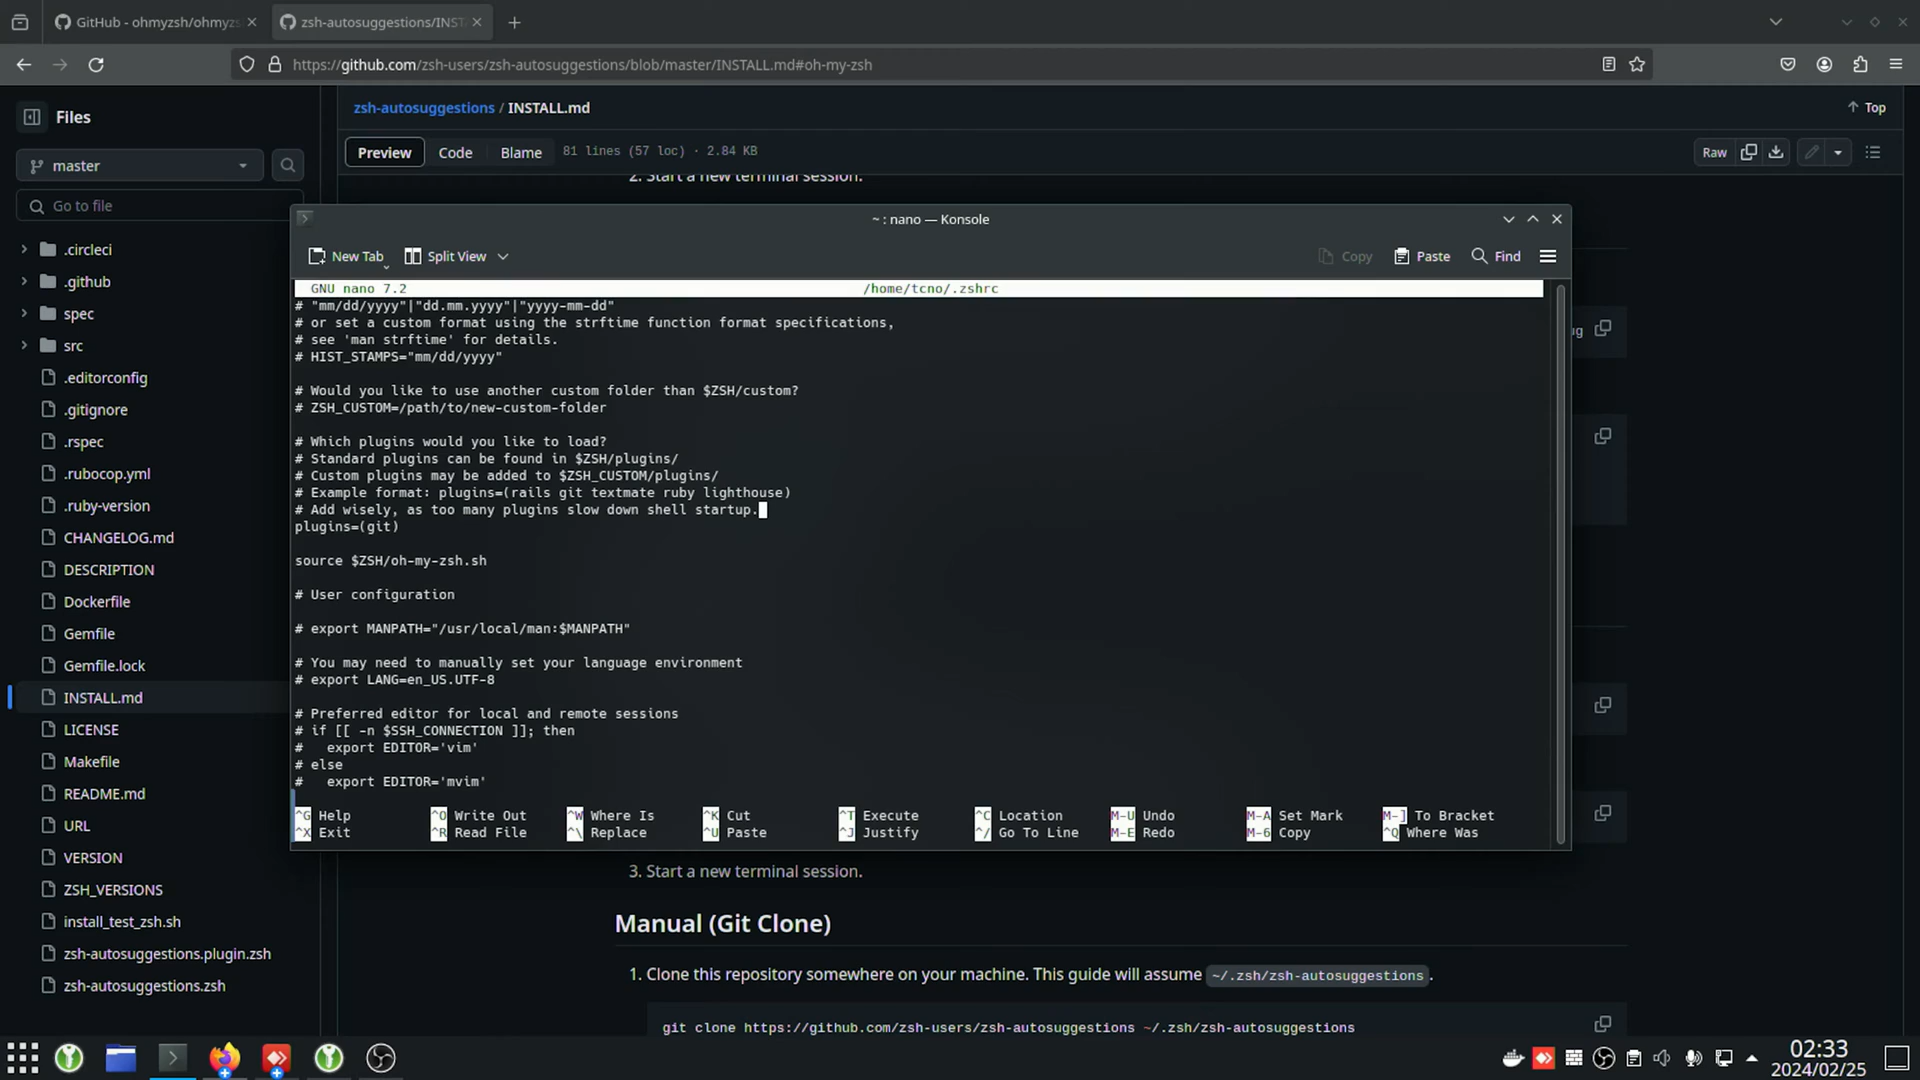 GitHub - ohmyzsh/ohmyzs
zsh-autosuggestions/INST
https://github.com/zsh-users/zsh-autosuggestions/blob/master/INSTALL.md#oh-my-zsh
Files
master
Go to file
.circleci
.github
spec
src
.editorconfig
.gitignore
.rspec
.rubocop.yml
.ruby-version
CHANGELOG.md
DESCRIPTION
Dockerfile
Gemfile
Gemfile.lock
INSTALL.md
LICENSE
Makefile
README.md
URL
VERSION
ZSH_VERSIONS
install_test_zsh.sh
zsh-autosuggestions.plugin.zsh
zsh-autosuggestions.zsh
zsh-autosuggestions / INSTALL.md
Top
Preview Code Blame 81 lines (57 loc) · 2.84 KB
Raw
2. Start a new terminal session.
~ : nano — Konsole
New Tab Split View Copy Paste Find
GNU nano 7.2 /home/tcno/.zshrc
# "mm/dd/yyyy"|"dd.mm.yyyy"|"yyyy-mm-dd"
# or set a custom format using the strftime function format specifications,
# see 'man strftime' for details.
# HIST_STAMPS="mm/dd/yyyy"
# Would you like to use another custom folder than $ZSH/custom?
# ZSH_CUSTOM=/path/to/new-custom-folder
# Which plugins would you like to load?
# Standard plugins can be found in $ZSH/plugins/
# Custom plugins may be added to $ZSH_CUSTOM/plugins/
# Example format: plugins=(rails git textmate ruby lighthouse)
# Add wisely, as too many plugins slow down shell startup.
plugins=(git)
source $ZSH/oh-my-zsh.sh
# User configuration
# export MANPATH="/usr/local/man:$MANPATH"
# You may need to manually set your language environment
# export LANG=en_US.UTF-8
# Preferred editor for local and remote sessions
# if [[ -n $SSH_CONNECTION ]]; then
#   export EDITOR='vim'
# else
#   export EDITOR='mvim'
^G Help ^O Write Out ^W Where Is ^K Cut ^T Execute ^C Location M-U Undo M-A Set Mark M-] To Bracket
^X Exit ^R Read File ^\ Replace ^U Paste ^J Justify ^/ Go To Line M-E Redo M-6 Copy ^Q Where Was
ug
3. Start a new terminal session.
Manual (Git Clone)
1. Clone this repository somewhere on your machine. This guide will assume ~/.zsh/zsh-autosuggestions.
git clone https://github.com/zsh-users/zsh-autosuggestions ~/.zsh/zsh-autosuggestions
02:33
2024/02/25